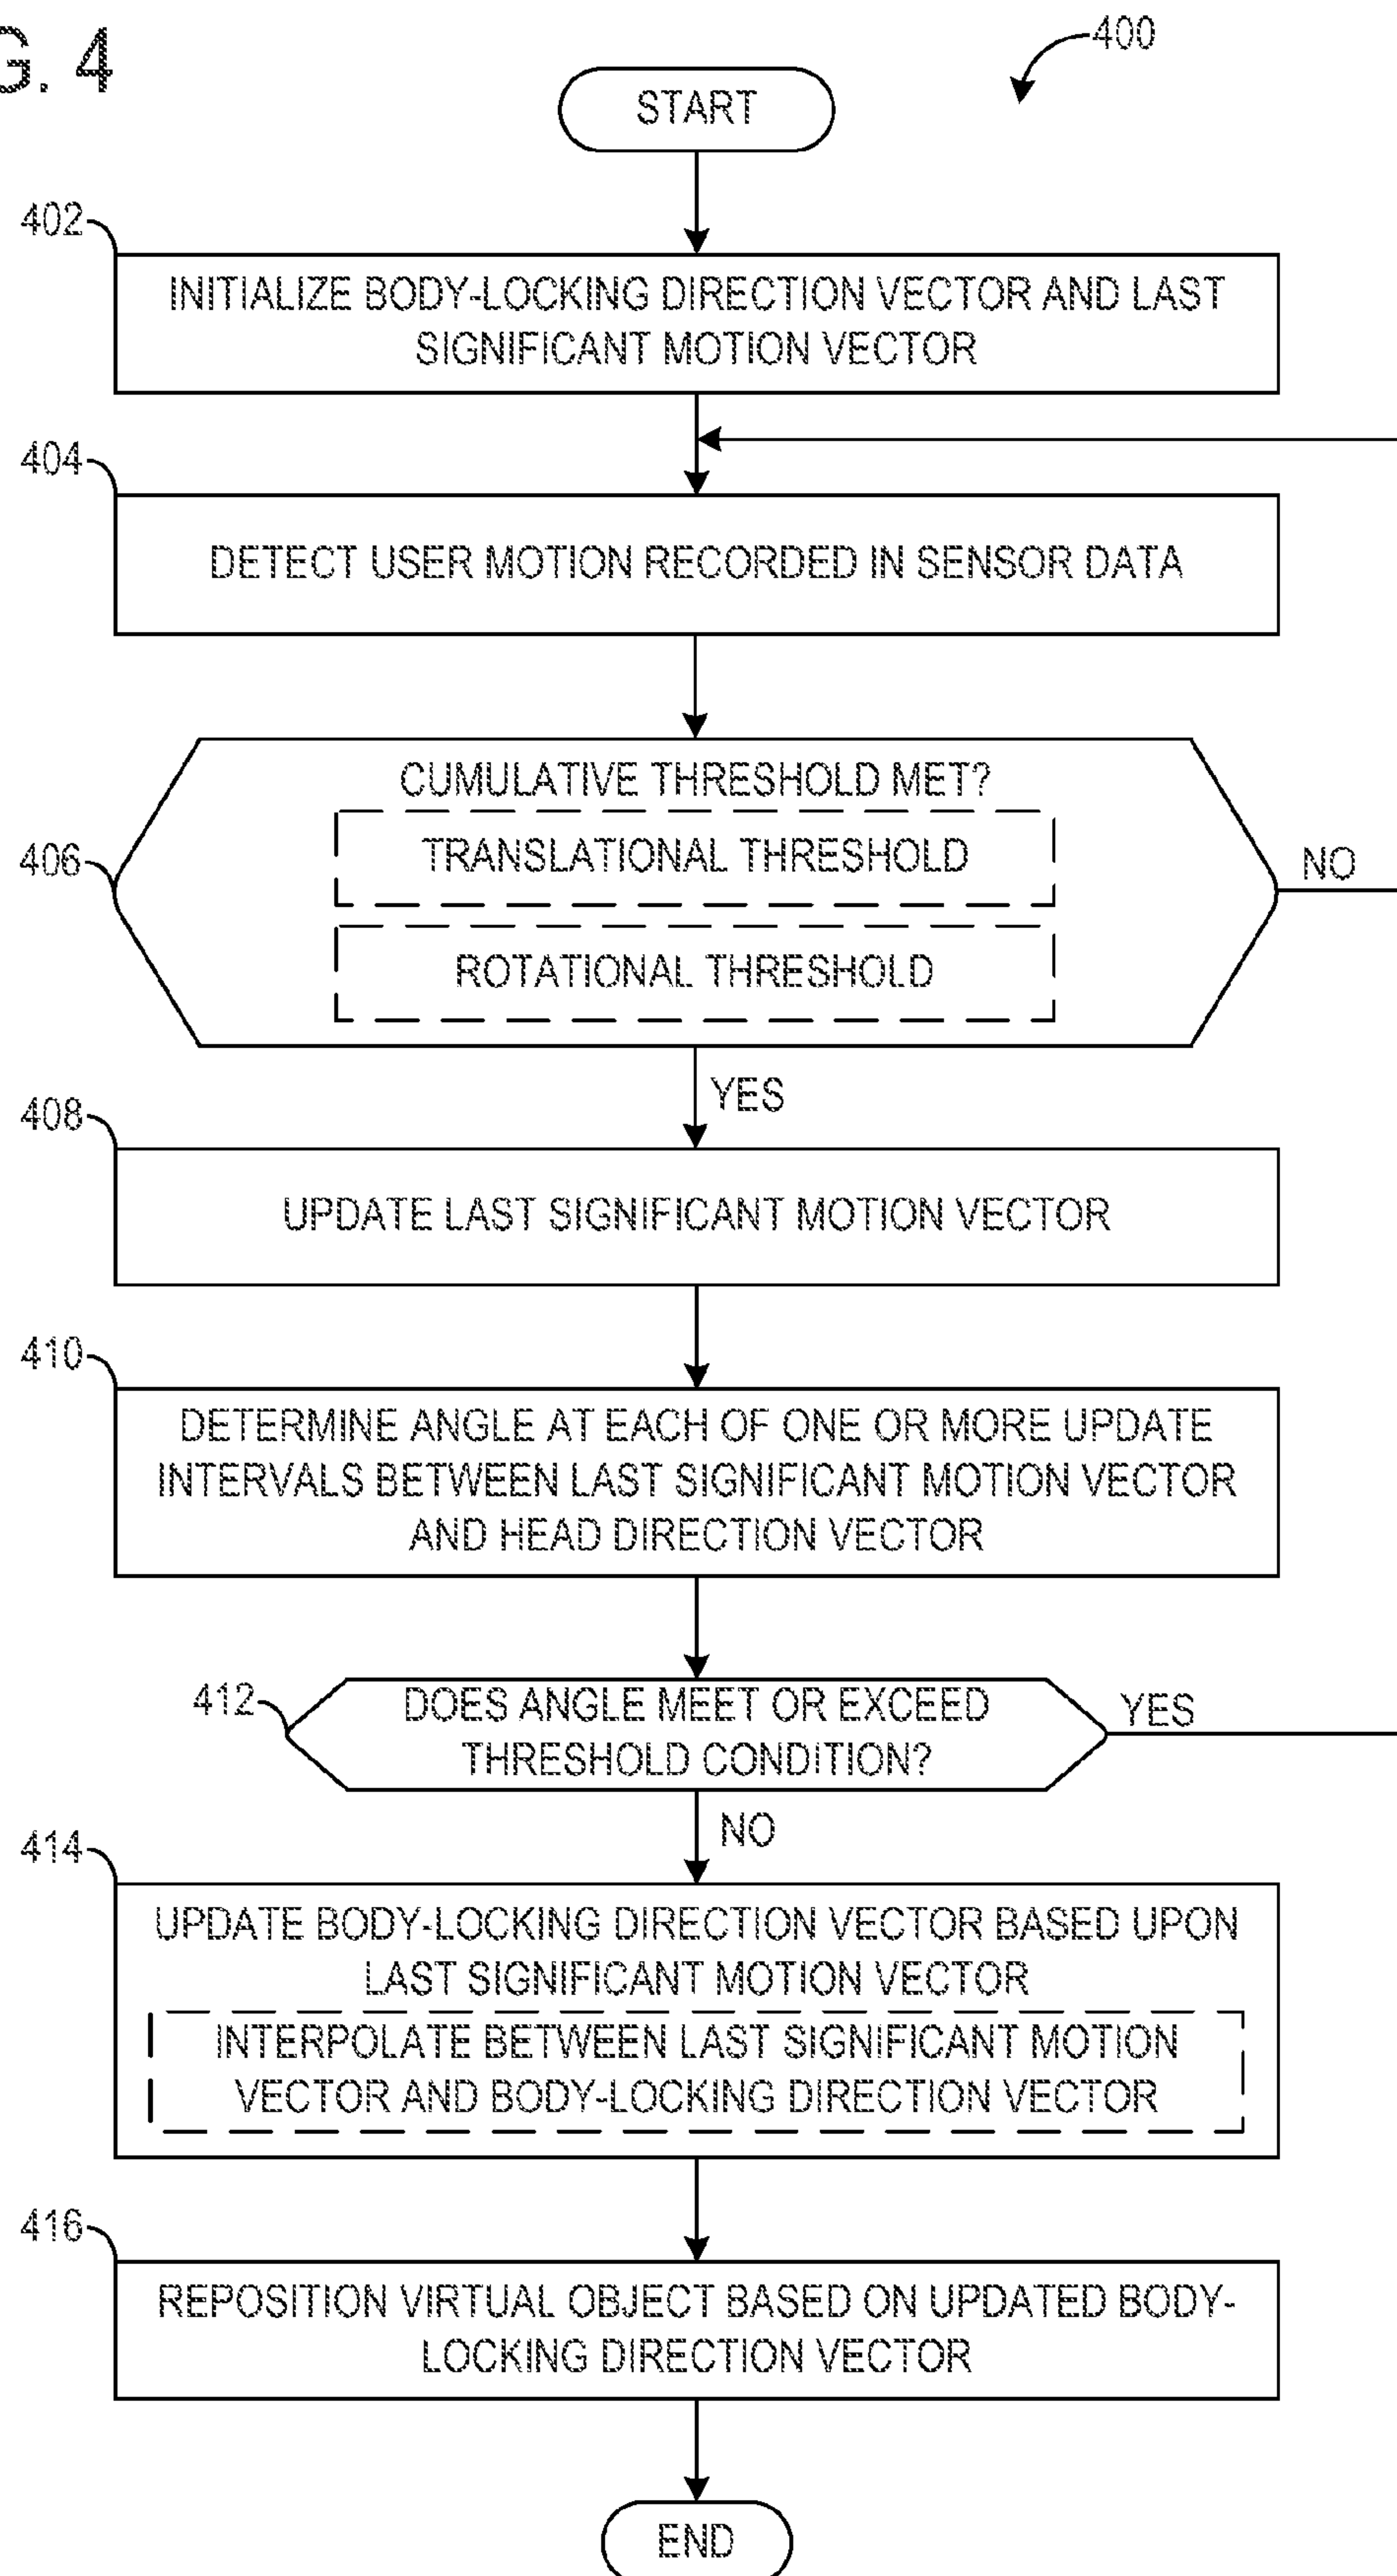 G. 4
400
START
402
INITIALIZE BODY-LOCKING DIRECTION VECTOR AND LAST
SIGNIFICANT MOTION VECTOR
404
DETECT USER MOTION RECORDED IN SENSOR DATA
406
CUMULATIVE THRESHOLD MET?
TRANSLATIONAL THRESHOLD
ROTATIONAL THRESHOLD
NO
YES
408
UPDATE LAST SIGNIFICANT MOTION VECTOR
410
DETERMINE ANGLE AT EACH OF ONE OR MORE UPDATE
INTERVALS BETWEEN LAST SIGNIFICANT MOTION VECTOR
AND HEAD DIRECTION VECTOR
412
DOES ANGLE MEET OR EXCEED
THRESHOLD CONDITION?
YES
NO
414
UPDATE BODY-LOCKING DIRECTION VECTOR BASED UPON
LAST SIGNIFICANT MOTION VECTOR
INTERPOLATE BETWEEN LAST SIGNIFICANT MOTION
VECTOR AND BODY-LOCKING DIRECTION VECTOR
416
REPOSITION VIRTUAL OBJECT BASED ON UPDATED BODY-
LOCKING DIRECTION VECTOR
END